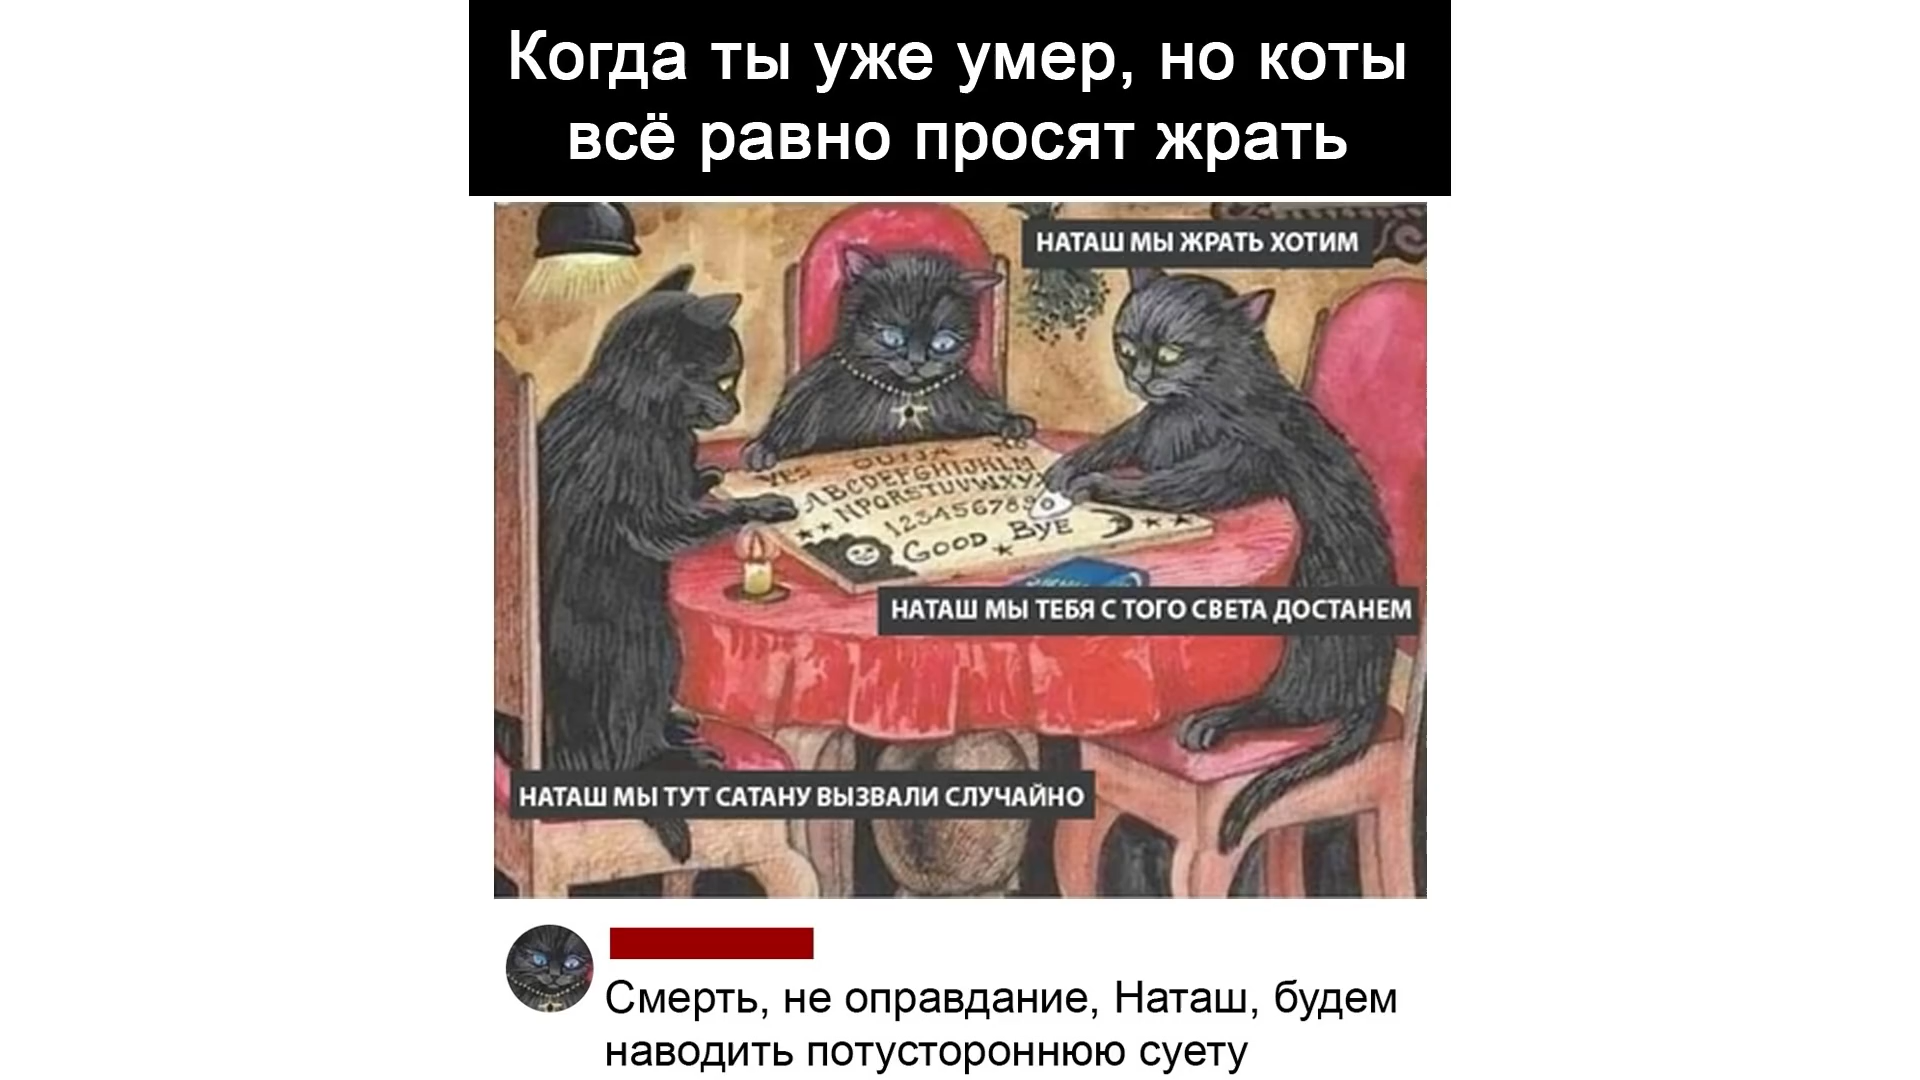 Когда ты уже умер, но коты
всё равно просят жрать
НАТАШ МЫ ЖРАТЬ ХОТИМ
YES OUIJA NO
ABCDEFGHIJKLM
NPQRSTUVWXYZ
1234567890
GOOD BYE
НАТАШ МЫ ТЕБЯ С ТОГО СВЕТА ДОСТАНЕМ
НАТАШ МЫ ТУТ САТАНУ ВЫЗВАЛИ СЛУЧАЙНО
Смерть, не оправдание, Наташ, будем
наводить потустороннюю суету